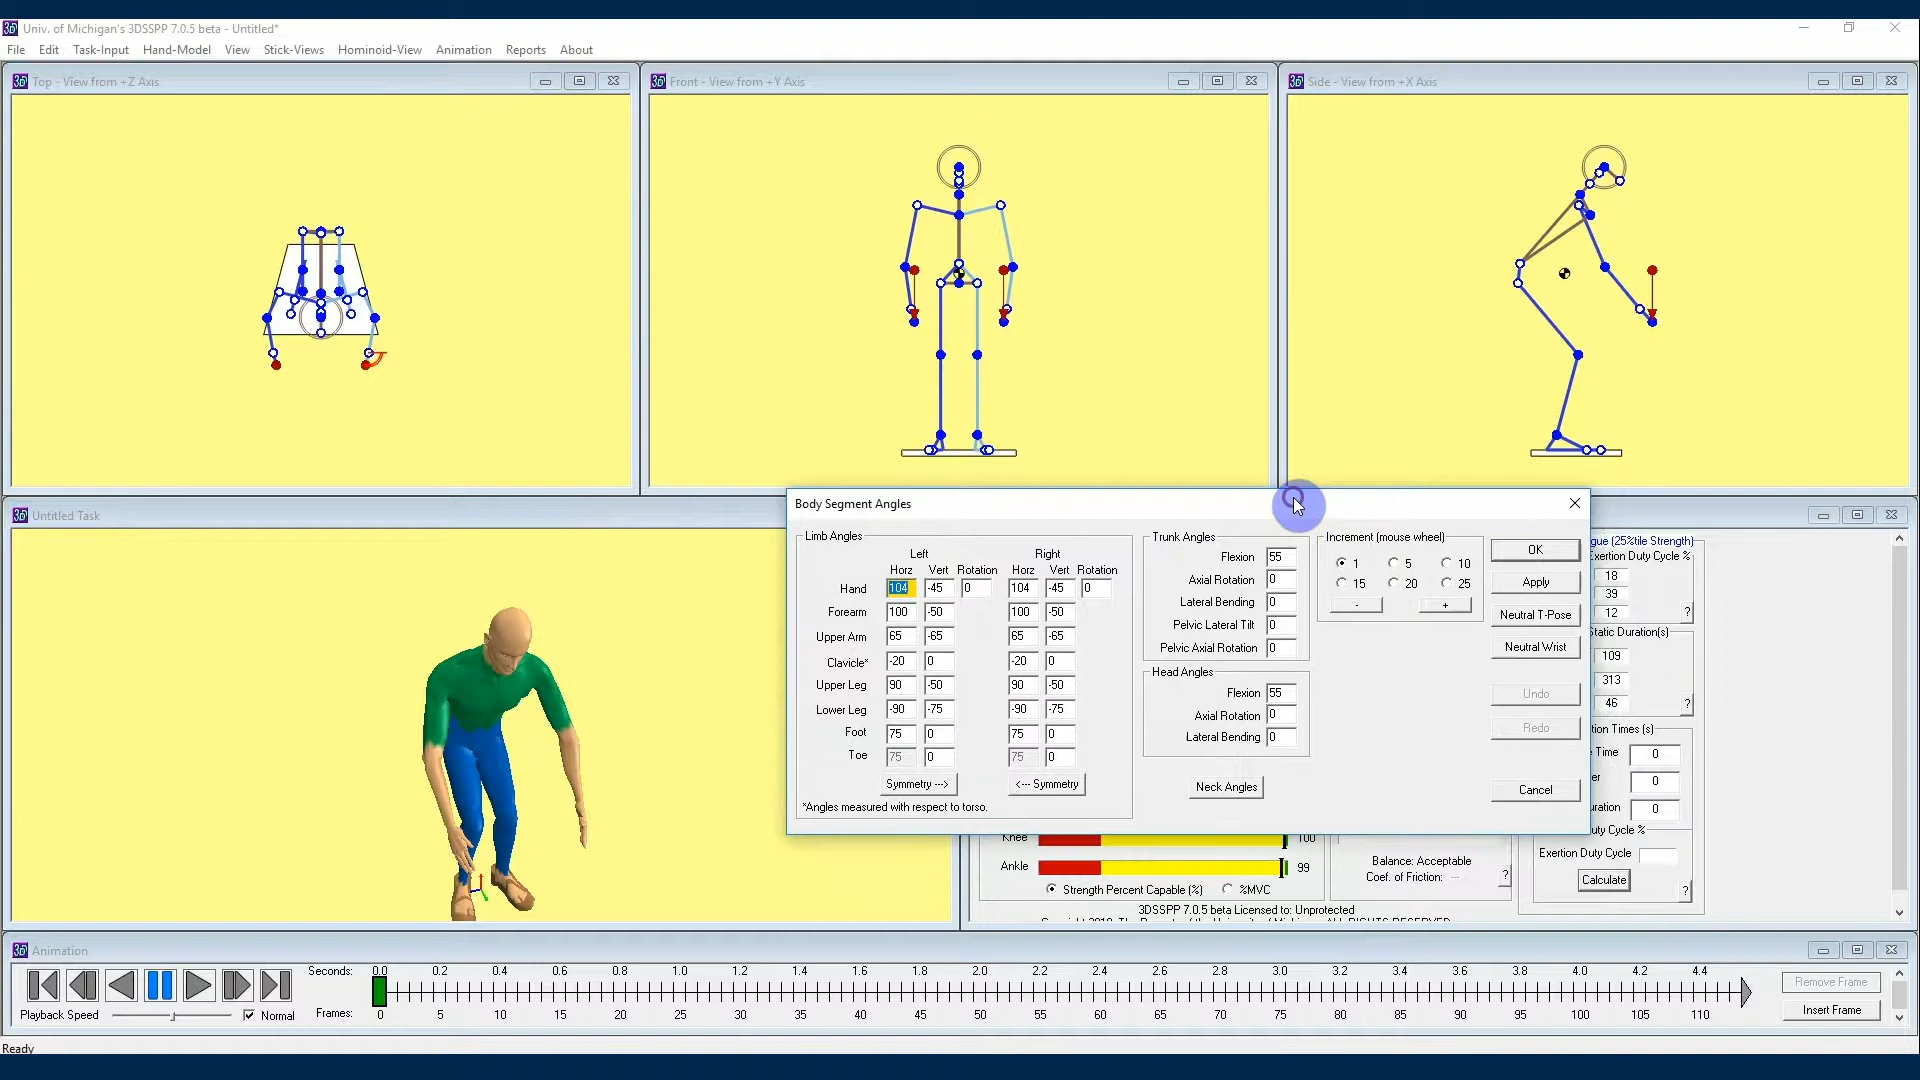 Univ. of Michigan's 3DSSPP 7.0.5 beta - Untitled*
File Edit Task-Input Hand-Model View Stick-Views Hominoid-View Animation Reports About
Top - View from +Z Axis
Front - View from +Y Axis
Side - View from +X Axis
Untitled Task
Body Segment Angles
Limb Angles
Left Right
Horz Vert Rotation Horz Vert Rotation
Hand 104 -45 0 104 -45 0
Forearm 100 -50 100 -50
Upper Arm 65 -65 65 -65
Clavicle* -20 0 -20 0
Upper Leg 90 -50 90 -50
Lower Leg -90 -75 -90 -75
Foot 75 0 75 0
Toe 75 0 75 0
Symmetry ---> <--- Symmetry
*Angles measured with respect to torso.
Trunk Angles
Flexion 55
Axial Rotation 0
Lateral Bending 0
Pelvic Lateral Tilt 0
Pelvic Axial Rotation 0
Head Angles
Flexion 55
Axial Rotation 0
Lateral Bending 0
Neck Angles
Increment (mouse wheel)
1 5 10
15 20 25
- +
OK
Apply
Neutral T-Pose
Neutral Wrist
Undo
Redo
Cancel
gue (25%tile Strength)
Exertion Duty Cycle %
18
39
12 ?
Static Duration(s)
109
313
46 ?
tion Times (s)
Time 0
er 0
uration 0
uty Cycle %
Exertion Duty Cycle
Calculate ?
Knee 100
Ankle 99
Strength Percent Capable (%) %MVC
Balance: Acceptable
Coef. of Friction: --- ?
3DSSPP 7.0.5 beta Licensed to: Unprotected
Animation
Seconds: 0.0 0.2 0.4 0.6 0.8 1.0 1.2 1.4 1.6 1.8 2.0 2.2 2.4 2.6 2.8 3.0 3.2 3.4 3.6 3.8 4.0 4.2 4.4
Frames: 0 5 10 15 20 25 30 35 40 45 50 55 60 65 70 75 80 85 90 95 100 105 110
Playback Speed Normal
Remove Frame
Insert Frame
Ready